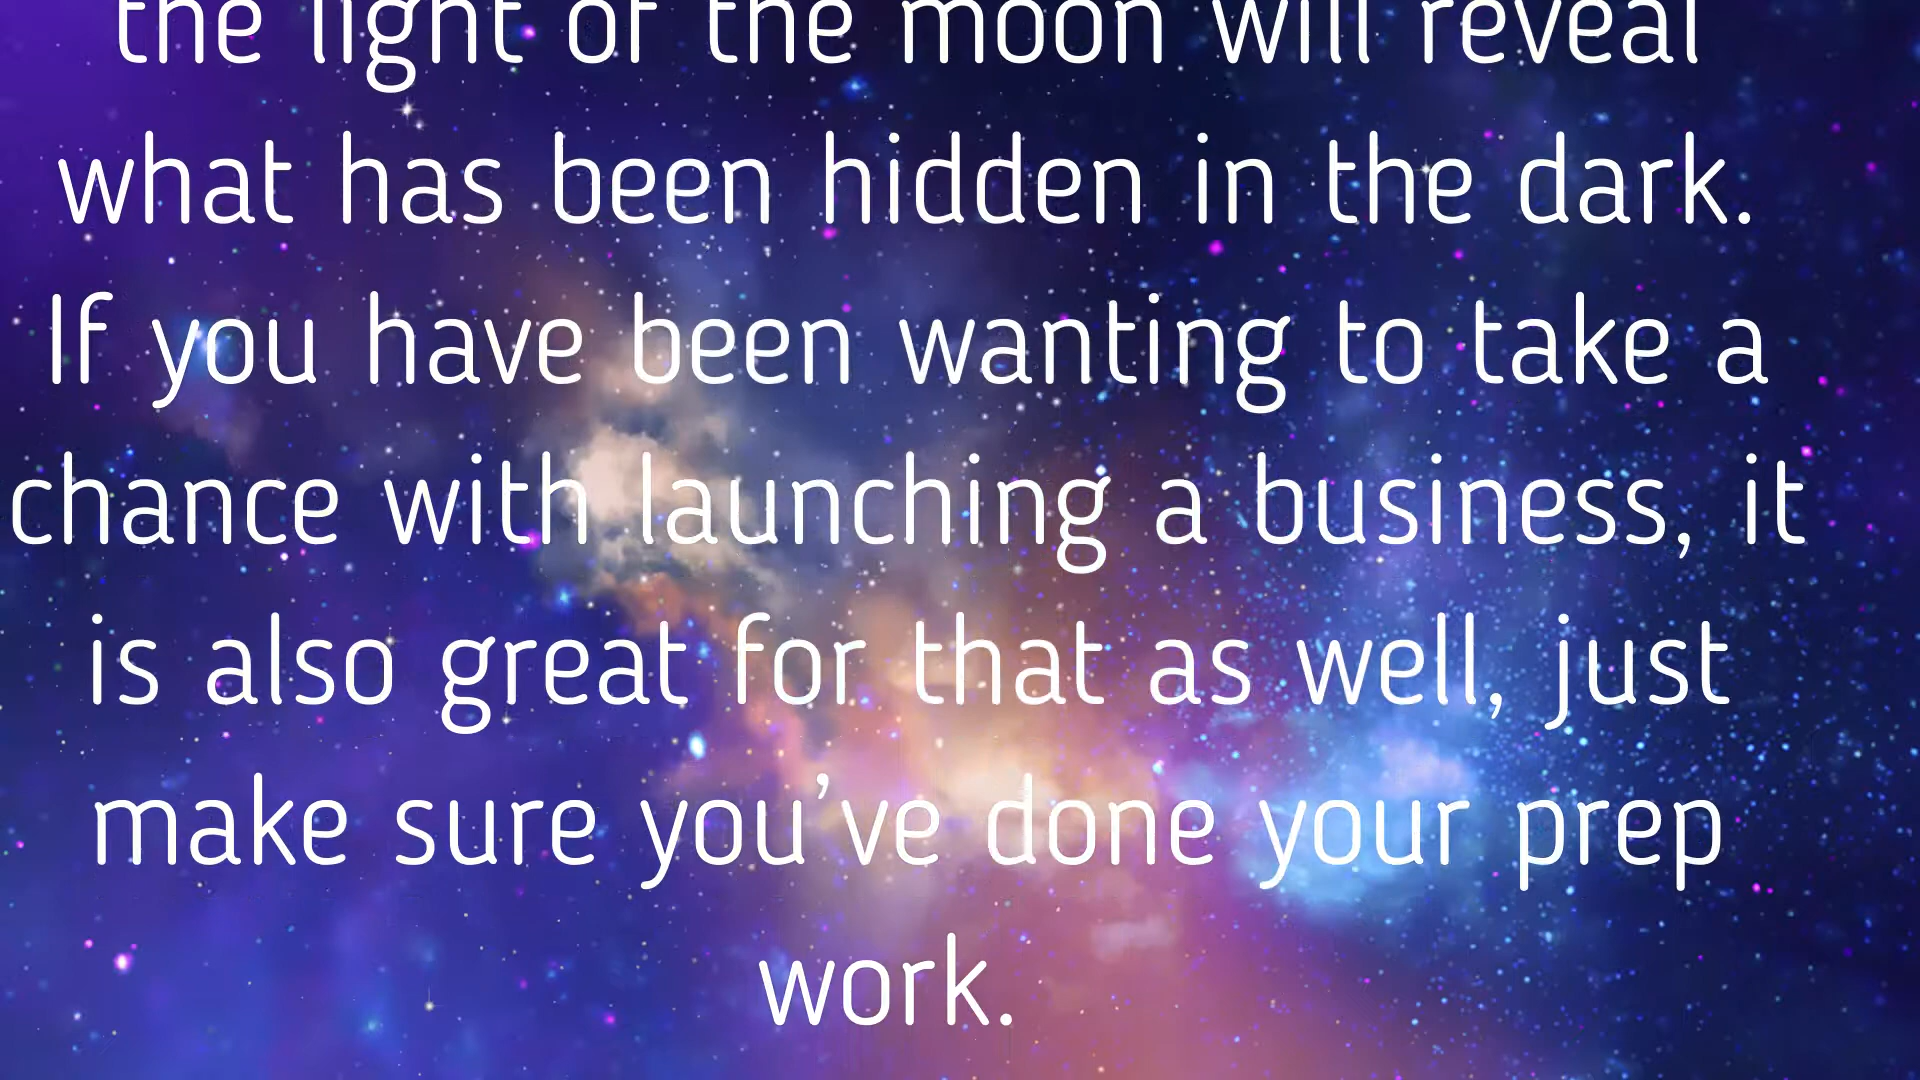 the light of the moon will reveal
what has been hidden in the dark.
If you have been wanting to take a
chance with launching a business, it
is also great for that as well, just
make sure you’ve done your prep
work.